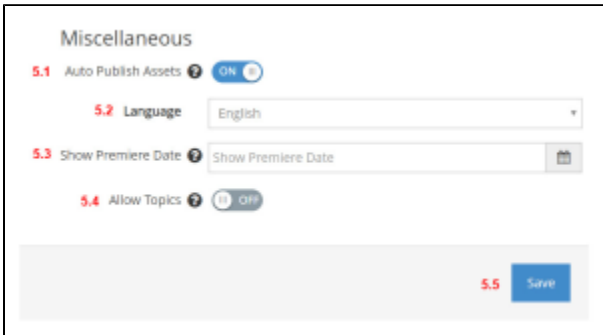 Miscellaneous
5.1 Auto Publish Assets ? ON
5.2 Language English
5.3 Show Premiere Date ? Show Premiere Date
5.4 Allow Topics ? OFF
5.5 Save